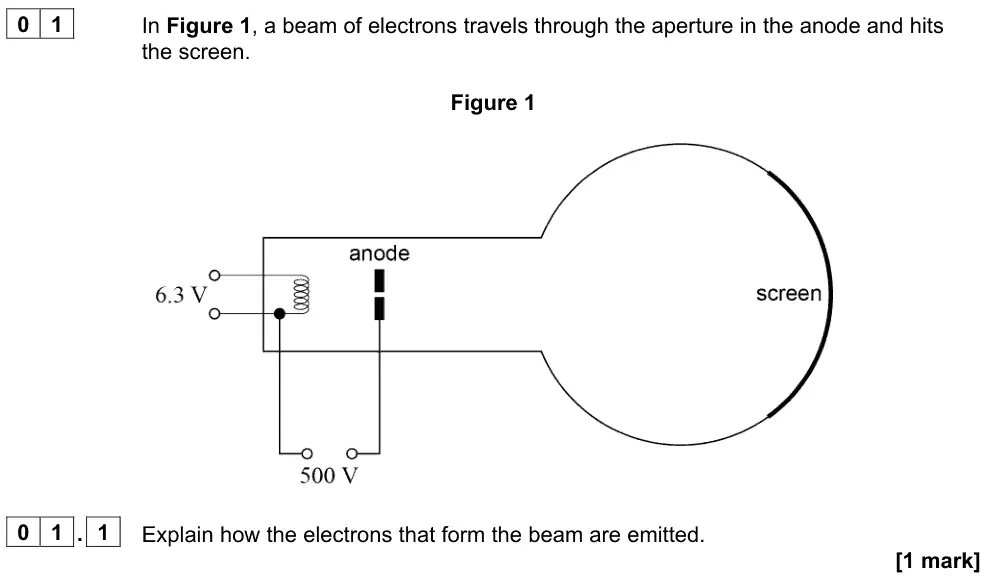 0 1 In Figure 1, a beam of electrons travels through the aperture in the anode and hits
the screen.
Figure 1
anode
6.3 V
screen
500 V
0 1 . 1 Explain how the electrons that form the beam are emitted.
[1 mark]